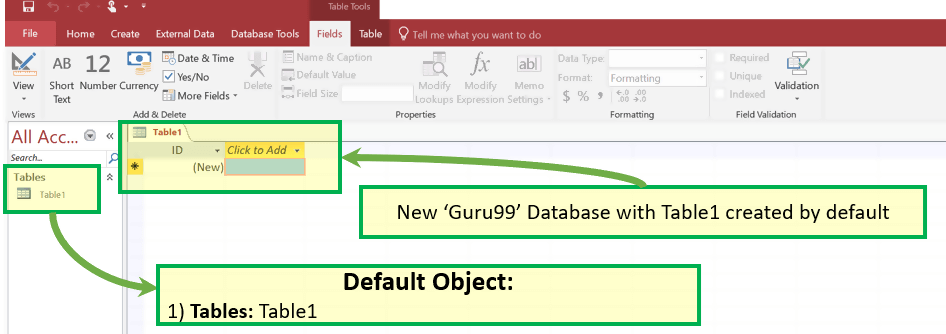 Table Tools
File Home Create External Data Database Tools Fields Table Tell me what you want to do
AB 12 Date & Time Name & Caption Data Type: Required
Yes/No Default Value Format: Formatting Unique
View Short Text Number Currency More Fields Delete Field Size Modify Lookups fx Modify Expression ab Memo Settings $ % , Indexed Validation
Views Add & Delete Properties Formatting Field Validation
All Acc... « Table1
Search... ID Click to Add
Tables (New)
Table1
New ‘Guru99’ Database with Table1 created by default
Default Object:
1) Tables: Table1